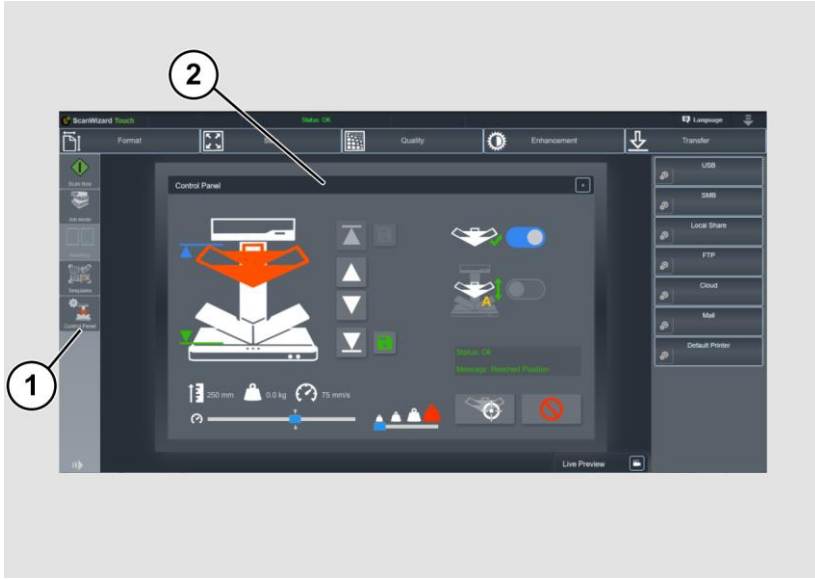 2
ScanWizard Touch
Status: OK
Language
Format
Quality
Enhancement
Transfer
Scan Now
Job Mode
Templates
Control Panel
Control Panel
USB
SMB
Local Share
FTP
Cloud
Mail
Default Printer
A
Status: Ok
Message: Reached Position
250 mm
0.0 kg
75 mm/s
1
Live Preview